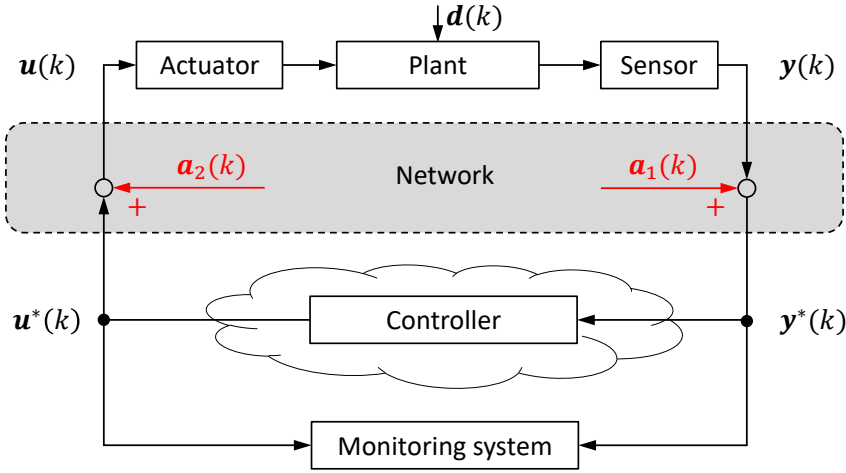 𝒅(𝑘)
𝒖(𝑘)
Actuator
Plant
Sensor
𝒚(𝑘)
𝒂₂(𝑘)
Network
𝒂₁(𝑘)
+
+
𝒖*(𝑘)
Controller
𝒚*(𝑘)
Monitoring system